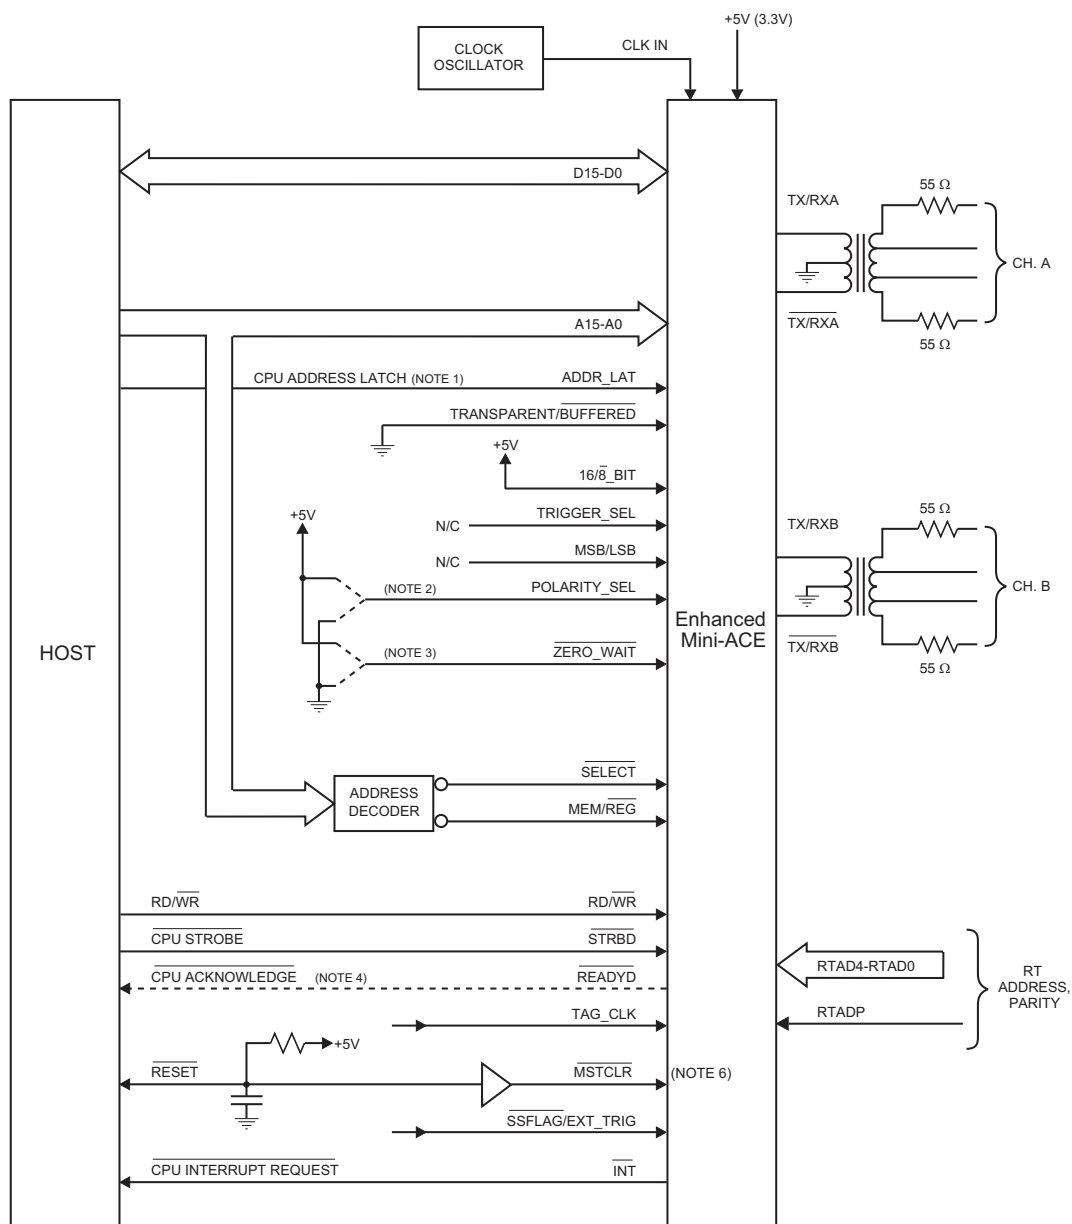 +5V (3.3V)
CLOCK
OSCILLATOR
CLK IN
D15-D0
TX/RXA
55 Ω
CH. A
TX/RXA
55 Ω
A15-A0
CPU ADDRESS LATCH (NOTE 1)
ADDR_LAT
TRANSPARENT/BUFFERED
+5V
16/8_BIT
+5V
N/C
TRIGGER_SEL
N/C
MSB/LSB
(NOTE 2)
POLARITY_SEL
(NOTE 3)
ZERO_WAIT
HOST
Enhanced
Mini-ACE
TX/RXB
55 Ω
CH. B
TX/RXB
55 Ω
ADDRESS
DECODER
SELECT
MEM/REG
RD/WR
RD/WR
CPU STROBE
STRBD
CPU ACKNOWLEDGE (NOTE 4)
READYD
RTAD4-RTAD0
RT
ADDRESS,
PARITY
RTADP
TAG_CLK
+5V
RESET
MSTCLR
(NOTE 6)
SSFLAG/EXT_TRIG
CPU INTERRUPT REQUEST
INT